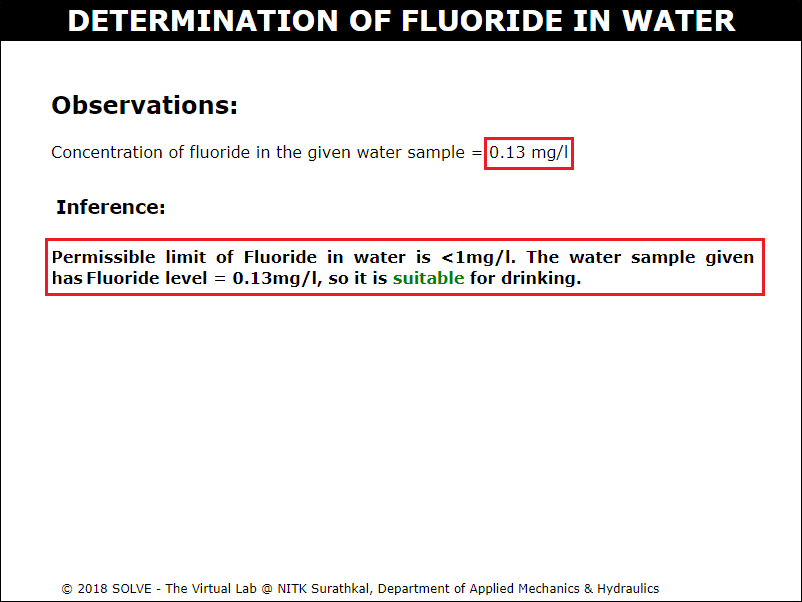 DETERMINATION OF FLUORIDE IN WATER
Observations:
Concentration of fluoride in the given water sample = 0.13 mg/l
Inference:
Permissible limit of Fluoride in water is <1mg/l. The water sample given
has Fluoride level = 0.13mg/l, so it is suitable for drinking.
© 2018 SOLVE - The Virtual Lab @ NITK Surathkal, Department of Applied Mechanics & Hydraulics